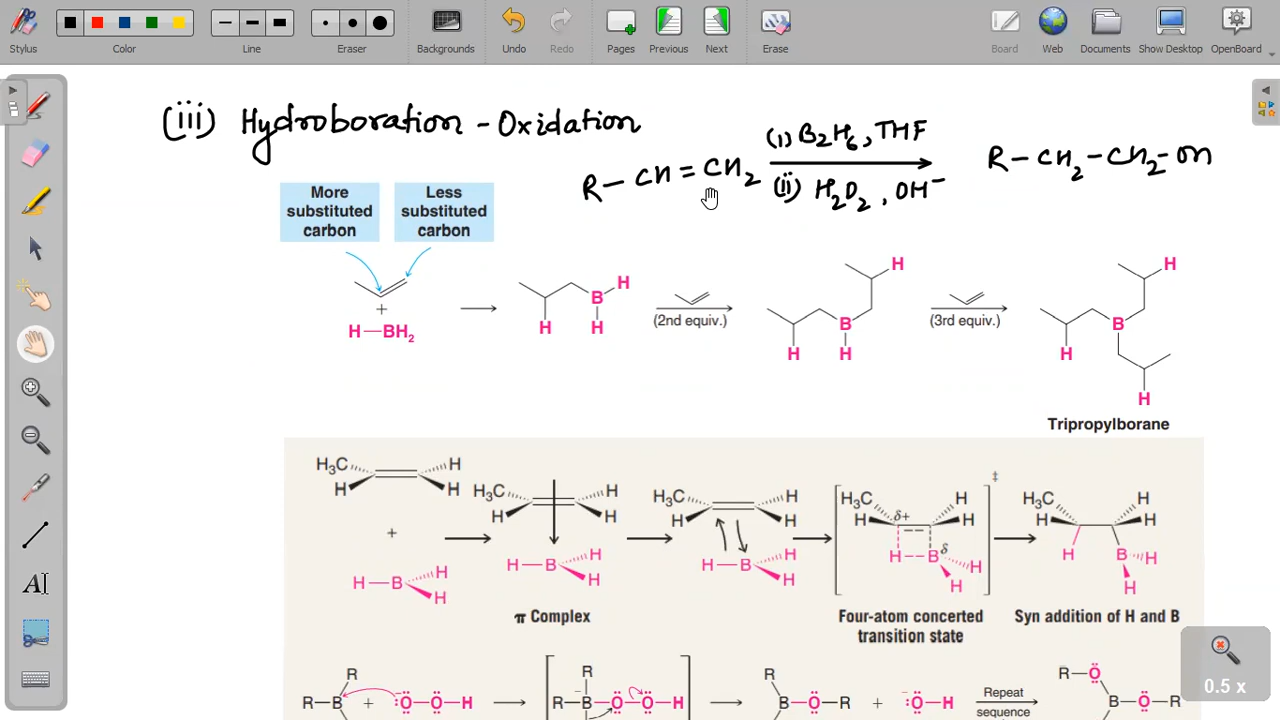 Stylus
Color
Line
Eraser
Backgrounds
Undo
Redo
Pages
Previous
Next
Erase
Board
Web
Documents
Show Desktop
OpenBoard
(iii) Hydroboration - Oxidation
R - CH = CH2
(i) B2H6, THF
(ii) H2O2, OH-
R - CH2 - CH2 - OH
More substituted carbon
Less substituted carbon
+
H-BH2
H
B
H
H
(2nd equiv.)
H
B
H
H
(3rd equiv.)
H
B
H
H
Tripropylborane
H3C H
H H
+
H-B H
H
H3C H
H H
H-B H
H
π Complex
H3C H
H H
H-B H
H
H3C δ+ H
H H
H--B δ H
H
‡
Four-atom concerted
transition state
H3C H
H H
H B H
H
Syn addition of H and B
R
R-B + -:O-O-H
R
R-B-O-O-H
R
B-O-R + -:O-H
Repeat
sequence
R-O
B-O-R
0.5 x